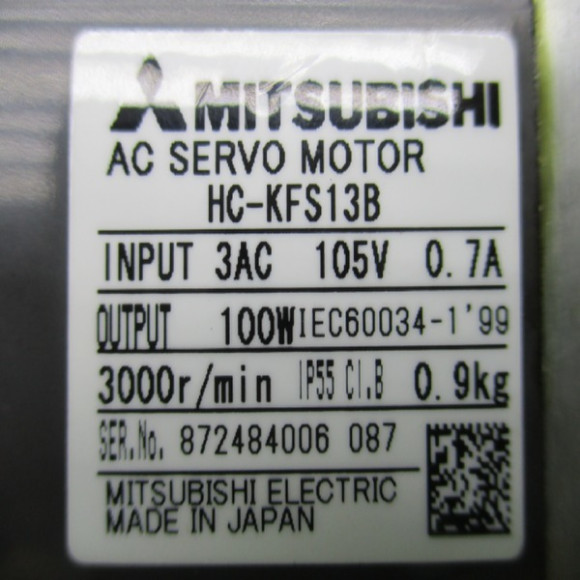 MITSUBISHI
AC SERVO MOTOR
HC-KFS13B
INPUT 3AC 105V 0.7A
OUTPUT 100W IEC60034-1'99
3000r/min IP55 CI.B 0.9kg
SER.No. 872484006 087
MITSUBISHI ELECTRIC
MADE IN JAPAN